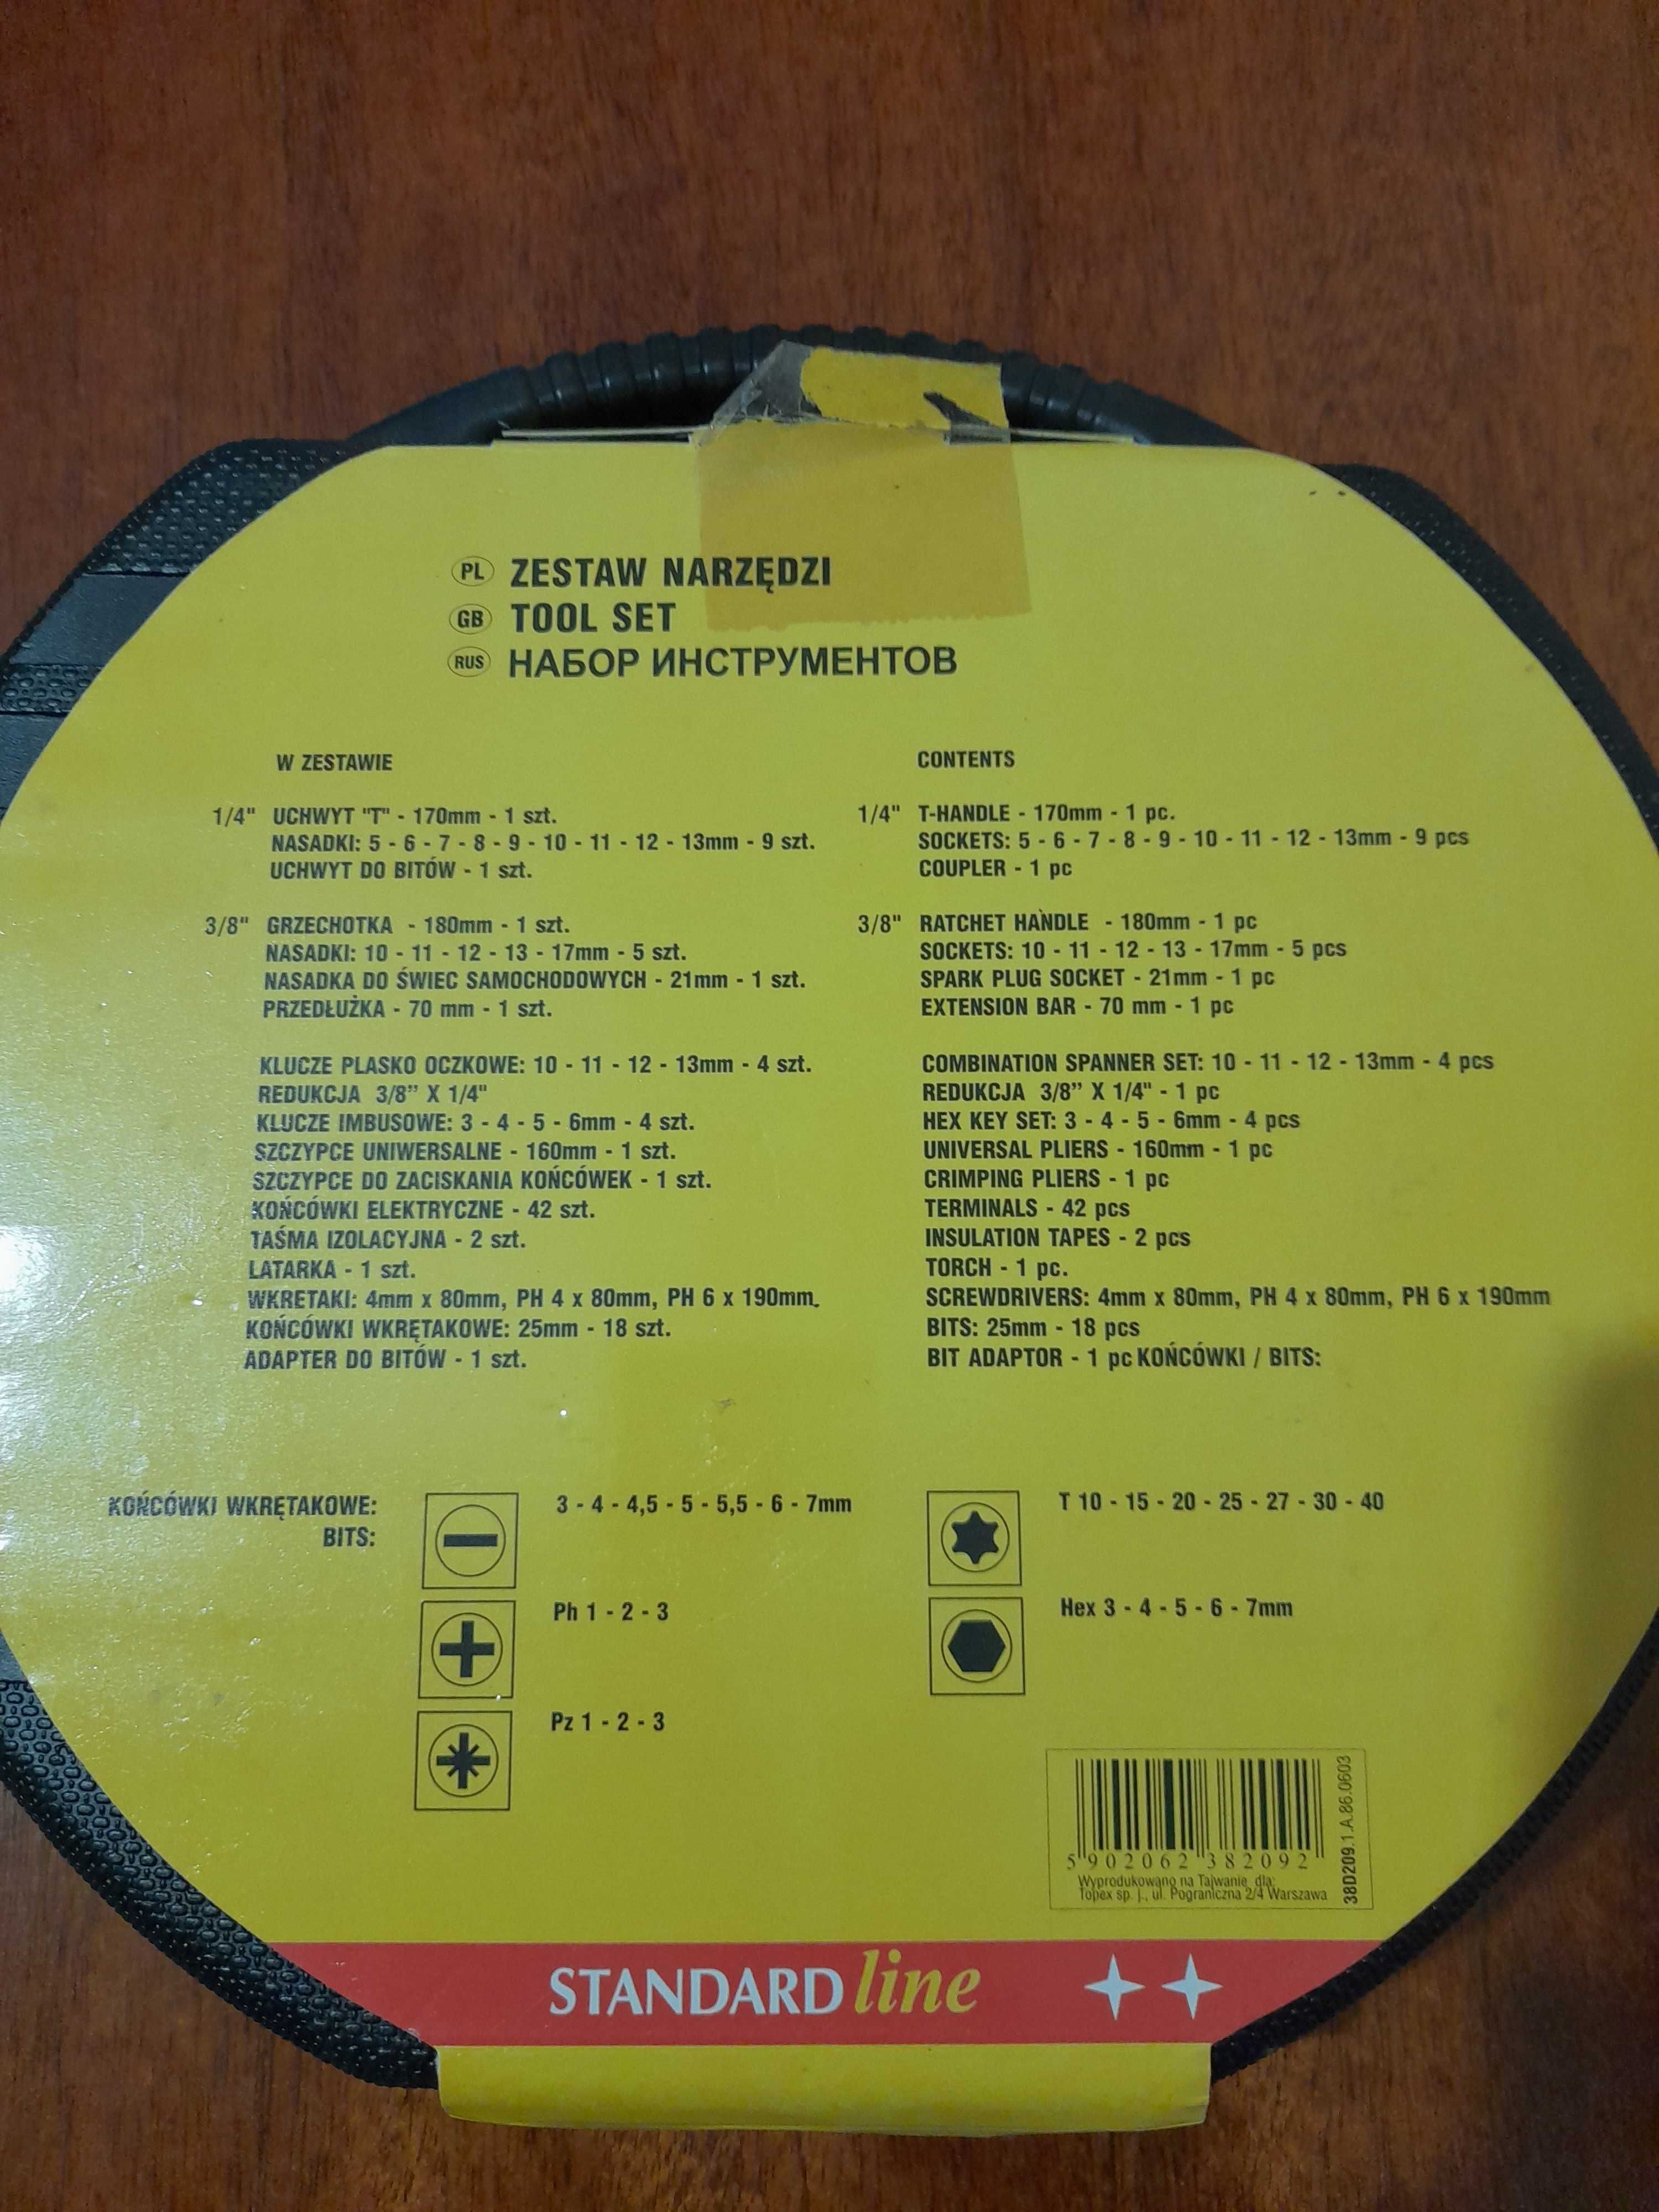 PL ZESTAW NARZĘDZI
GB TOOL SET
RUS НАБОР ИНСТРУМЕНТОВ
W ZESTAWIE
1/4" UCHWYT "T" - 170mm - 1 szt.
NASADKI: 5 - 6 - 7 - 8 - 9 - 10 - 11 - 12 - 13mm - 9 szt.
UCHWYT DO BITÓW - 1 szt.
3/8" GRZECHOTKA - 180mm - 1 szt.
NASADKI: 10 - 11 - 12 - 13 - 17mm - 5 szt.
NASADKA DO ŚWIEC SAMOCHODOWYCH - 21mm - 1 szt.
PRZEDŁUŻKA - 70 mm - 1 szt.
KLUCZE PLASKO OCZKOWE: 10 - 11 - 12 - 13mm - 4 szt.
REDUKCJA 3/8” X 1/4"
KLUCZE IMBUSOWE: 3 - 4 - 5 - 6mm - 4 szt.
SZCZYPCE UNIWERSALNE - 160mm - 1 szt.
SZCZYPCE DO ZACISKANIA KOŃCÓWEK - 1 szt.
KOŃCÓWKI ELEKTRYCZNE - 42 szt.
TAŚMA IZOLACYJNA - 2 szt.
LATARKA - 1 szt.
WKRETAKI: 4mm x 80mm, PH 4 x 80mm, PH 6 x 190mm,
KOŃCÓWKI WKRĘTAKOWE: 25mm - 18 szt.
ADAPTER DO BITÓW - 1 szt.
CONTENTS
1/4" T-HANDLE - 170mm - 1 pc.
SOCKETS: 5 - 6 - 7 - 8 - 9 - 10 - 11 - 12 - 13mm - 9 pcs
COUPLER - 1 pc
3/8" RATCHET HANDLE - 180mm - 1 pc
SOCKETS: 10 - 11 - 12 - 13 - 17mm - 5 pcs
SPARK PLUG SOCKET - 21mm - 1 pc
EXTENSION BAR - 70 mm - 1 pc
COMBINATION SPANNER SET: 10 - 11 - 12 - 13mm - 4 pcs
REDUKCJA 3/8” X 1/4" - 1 pc
HEX KEY SET: 3 - 4 - 5 - 6mm - 4 pcs
UNIVERSAL PLIERS - 160mm - 1 pc
CRIMPING PLIERS - 1 pc
TERMINALS - 42 pcs
INSULATION TAPES - 2 pcs
TORCH - 1 pc.
SCREWDRIVERS: 4mm x 80mm, PH 4 x 80mm, PH 6 x 190mm
BITS: 25mm - 18 pcs
BIT ADAPTOR - 1 pc KOŃCÓWKI / BITS:
KOŃCÓWKI WKRĘTAKOWE:
BITS:
3 - 4 - 4,5 - 5 - 5,5 - 6 - 7mm
Ph 1 - 2 - 3
Pz 1 - 2 - 3
T 10 - 15 - 20 - 25 - 27 - 30 - 40
Hex 3 - 4 - 5 - 6 - 7mm
5 902062 382092
Wyprodukowano na Tajwanie, dla:
Topex sp. j., ul. Pograniczna 2/4 Warszawa
38D209.1.A.86.0603
STANDARD line